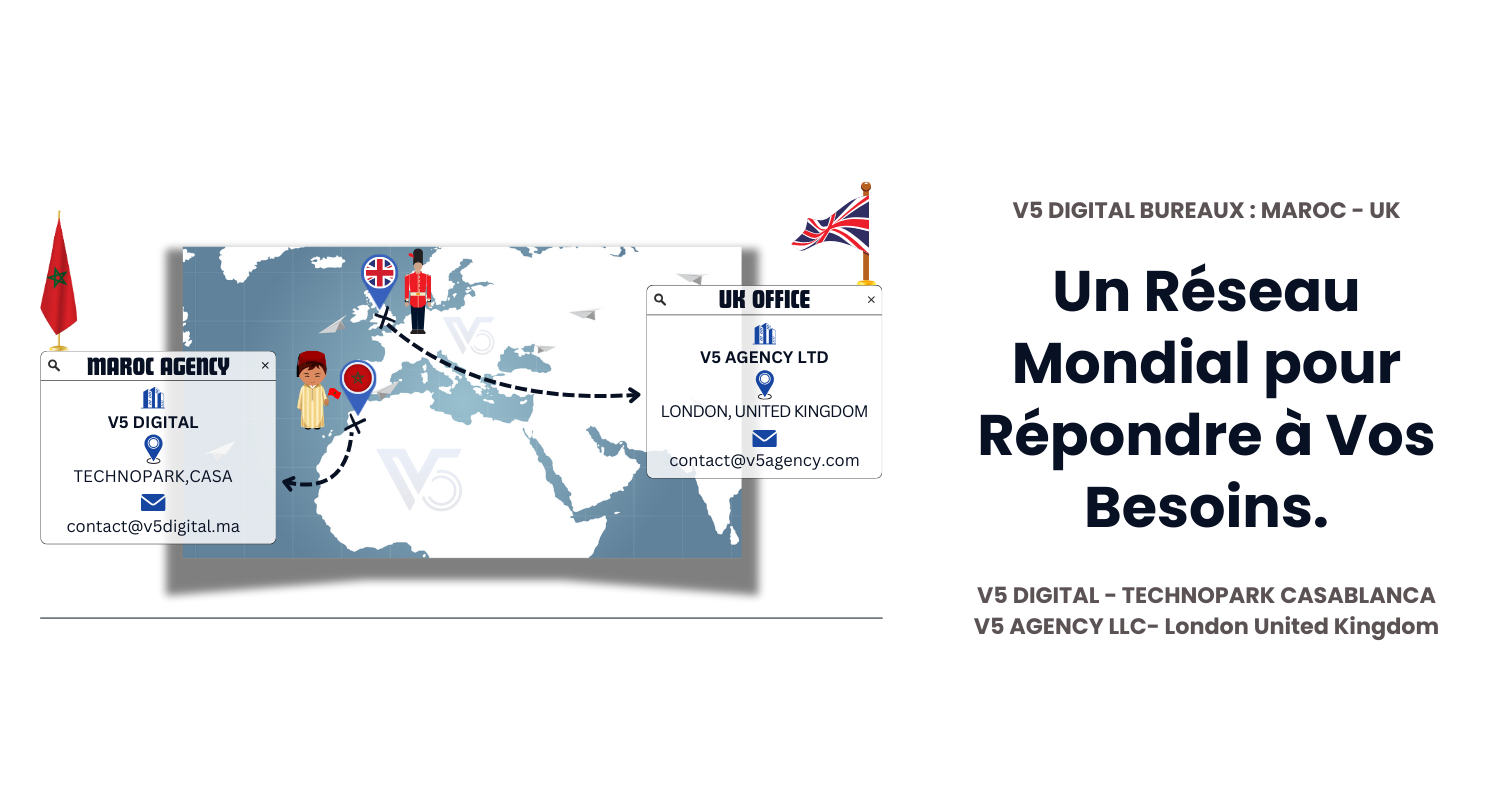 MAROC AGENCY
V5 DIGITAL
TECHNOPARK,CASA
contact@v5digital.ma
V5
V5
UK OFFICE
V5 AGENCY LTD
LONDON, UNITED KINGDOM
contact@v5agency.com
V5 DIGITAL BUREAUX : MAROC - UK
Un Réseau
Mondial pour
Répondre à Vos
Besoins.
V5 DIGITAL - TECHNOPARK CASABLANCA
V5 AGENCY LLC- London United Kingdom